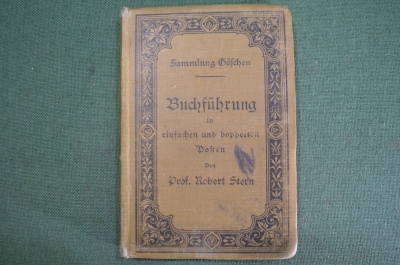 Sammlung Göschen
Buchführung
in
einfachen und doppelten
Posten
Von
Prof. Robert Stern